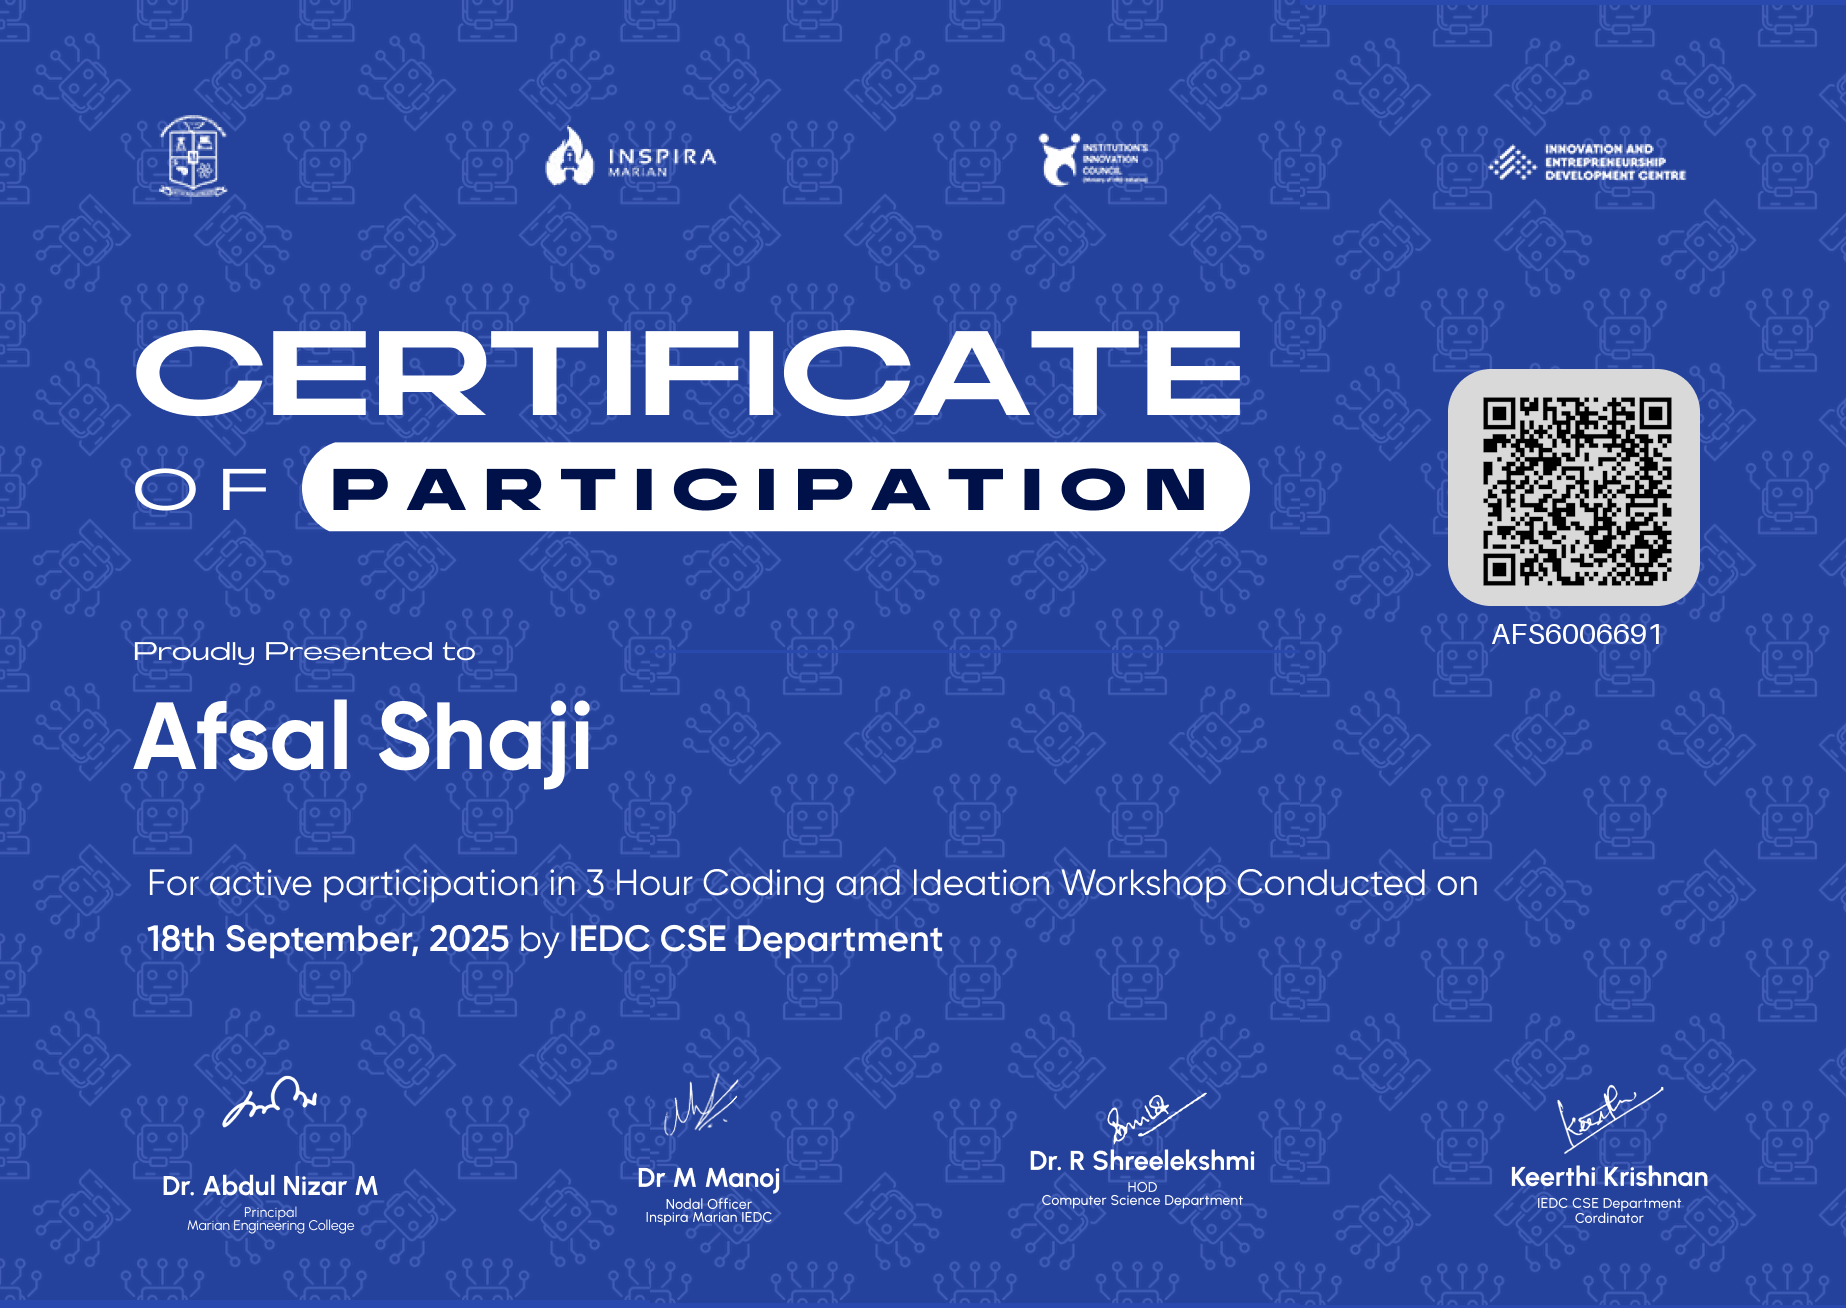 INSPIRA
MARIAN
INSTITUTION'S
INNOVATION
COUNCIL
INNOVATION AND
ENTREPRENEURSHIP
DEVELOPMENT CENTRE
CERTIFICATE
OF PARTICIPATION
AFS6006691
Proudly Presented to
Afsal Shaji
For active participation in 3 Hour Coding and Ideation Workshop Conducted on
18th September, 2025 by IEDC CSE Department
Dr. Abdul Nizar M
Principal
Marian Engineering College
Dr M Manoj
Nodal Officer
Inspira Marian IEDC
Dr. R Shreelekshmi
HOD
Computer Science Department
Keerthi Krishnan
IEDC CSE Department
Cordinator